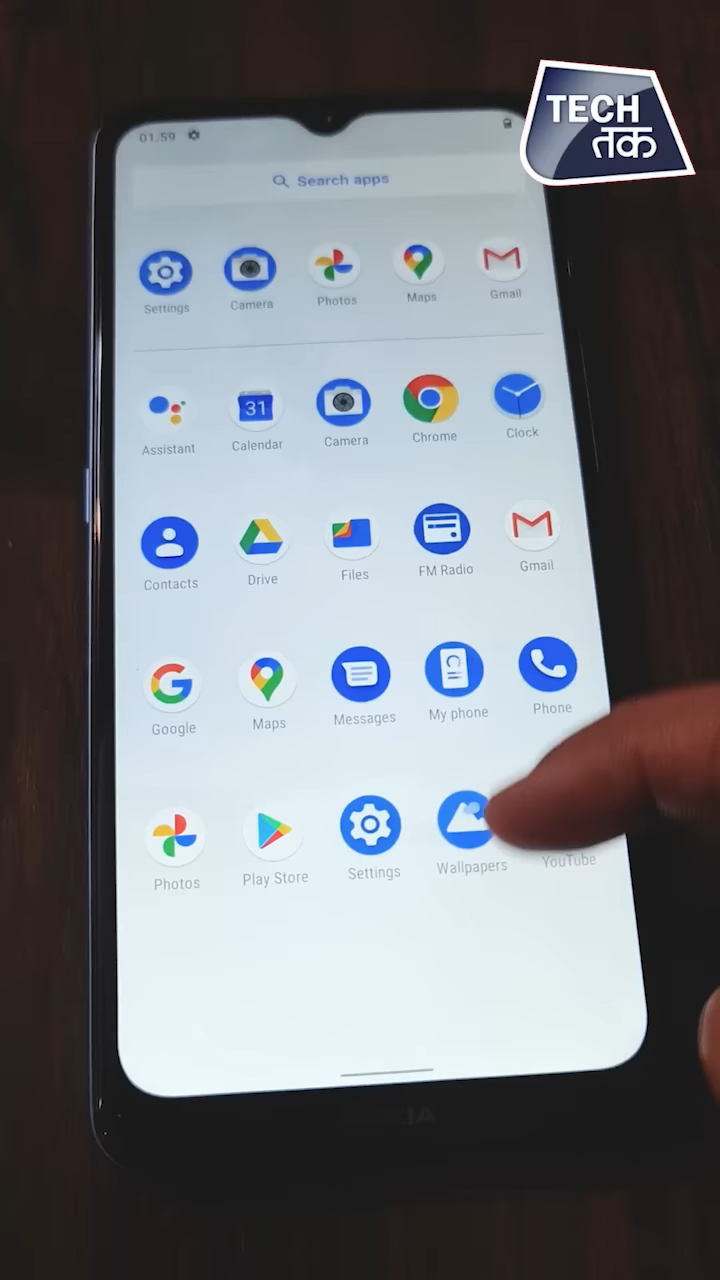 TECH
तक
01.59
Search apps
Settings Camera Photos Maps Gmail
Assistant Calendar Camera Chrome Clock
31
Contacts Drive Files FM Radio Gmail
Google Maps Messages My phone Phone
Photos Play Store Settings Wallpapers YouTube
NOKIA